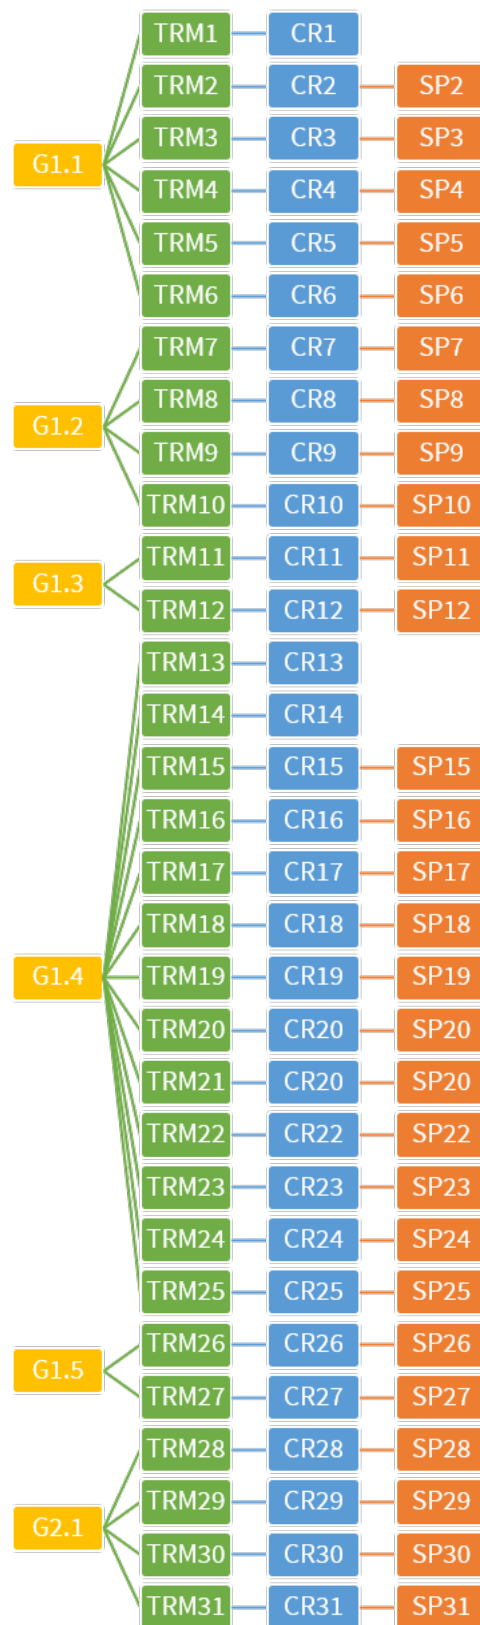 TRM1 CR1
TRM2 CR2 SP2
TRM3 CR3 SP3
G1.1
TRM4 CR4 SP4
TRM5 CR5 SP5
TRM6 CR6 SP6
TRM7 CR7 SP7
TRM8 CR8 SP8
G1.2
TRM9 CR9 SP9
TRM10 CR10 SP10
TRM11 CR11 SP11
G1.3
TRM12 CR12 SP12
TRM13 CR13
TRM14 CR14
TRM15 CR15 SP15
TRM16 CR16 SP16
TRM17 CR17 SP17
TRM18 CR18 SP18
G1.4 TRM19 CR19 SP19
TRM20 CR20 SP20
TRM21 CR20 SP20
TRM22 CR22 SP22
TRM23 CR23 SP23
TRM24 CR24 SP24
TRM25 CR25 SP25
TRM26 CR26 SP26
G1.5
TRM27 CR27 SP27
TRM28 CR28 SP28
TRM29 CR29 SP29
G2.1
TRM30 CR30 SP30
TRM31 CR31 SP31